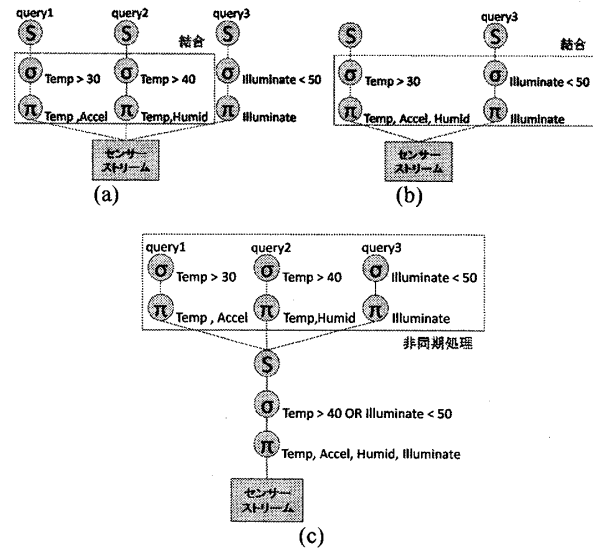 query1
query2
query3
S
S
S
結合
σ
Temp > 30
σ
Temp > 40
σ
Illuminate < 50
π
Temp ,Accel
π
Temp,Humid
π
Illuminate
センサー
ストリーム
(a)
query3
S
S
結合
σ
Temp > 30
σ
Illuminate < 50
π
Temp, Accel, Humid
π
Illuminate
センサー
ストリーム
(b)
query1
query2
query3
σ
Temp > 30
σ
Temp > 40
σ
Illuminate < 50
π
Temp , Accel
π
Temp,Humid
π
Illuminate
非同期処理
S
σ
Temp > 40 OR Illuminate < 50
π
Temp, Accel, Humid, Illuminate
センサー
ストリーム
(c)